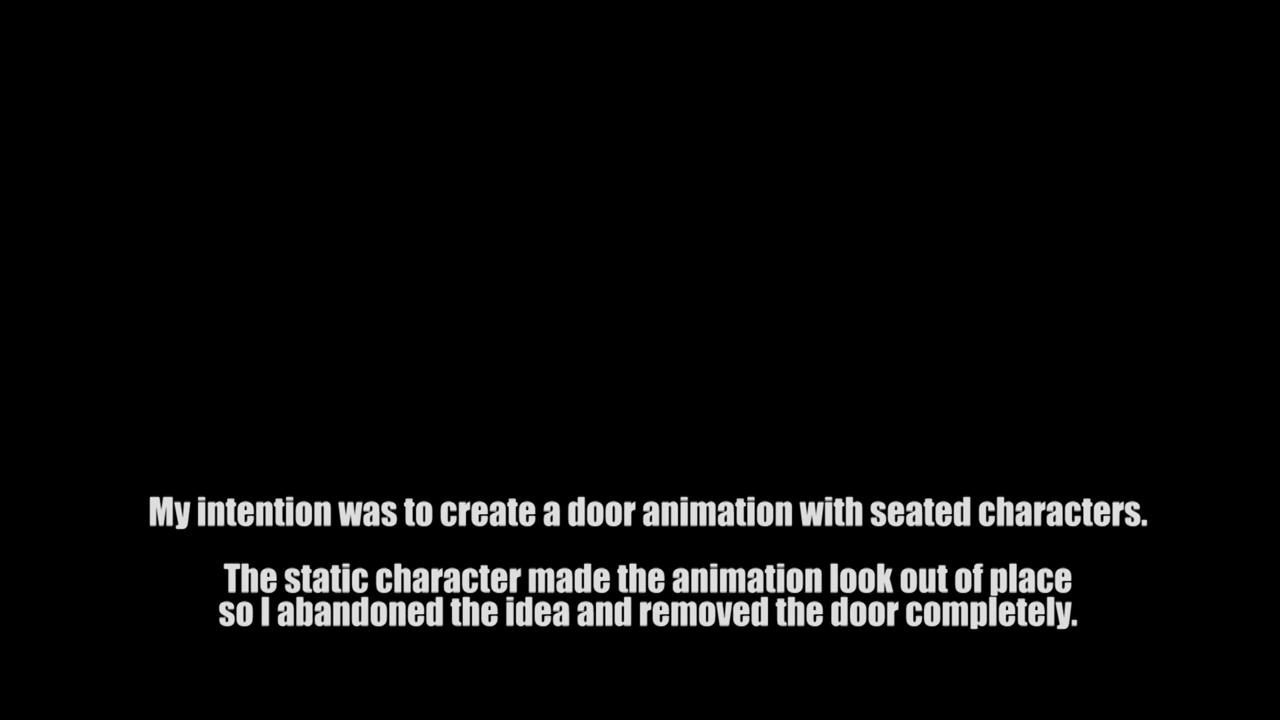 My intention was to create a door animation with seated characters.
The static character made the animation look out of place
so I abandoned the idea and removed the door completely.